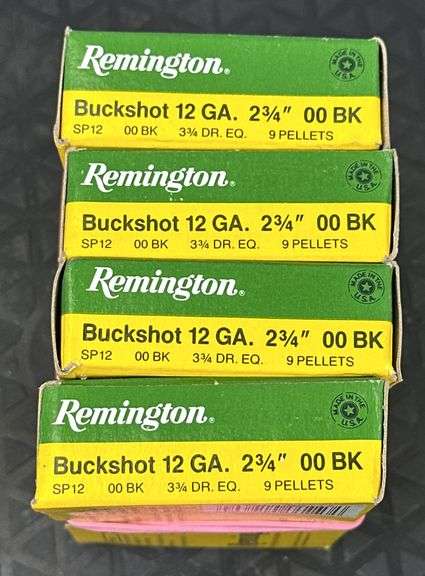 Remington®
MADE IN THE U.S.A.
Buckshot 12 GA. 2¾" 00 BK
SP12 00 BK 3¾ DR. EQ. 9 PELLETS
Remington®
MADE IN THE U.S.A.
Buckshot 12 GA. 2¾" 00 BK
SP12 00 BK 3¾ DR. EQ. 9 PELLETS
Remington®
MADE IN THE U.S.A.
Buckshot 12 GA. 2¾" 00 BK
SP12 00 BK 3¾ DR. EQ. 9 PELLETS
Remington®
MADE IN THE U.S.A.
Buckshot 12 GA. 2¾" 00 BK
SP12 00 BK 3¾ DR. EQ. 9 PELLETS